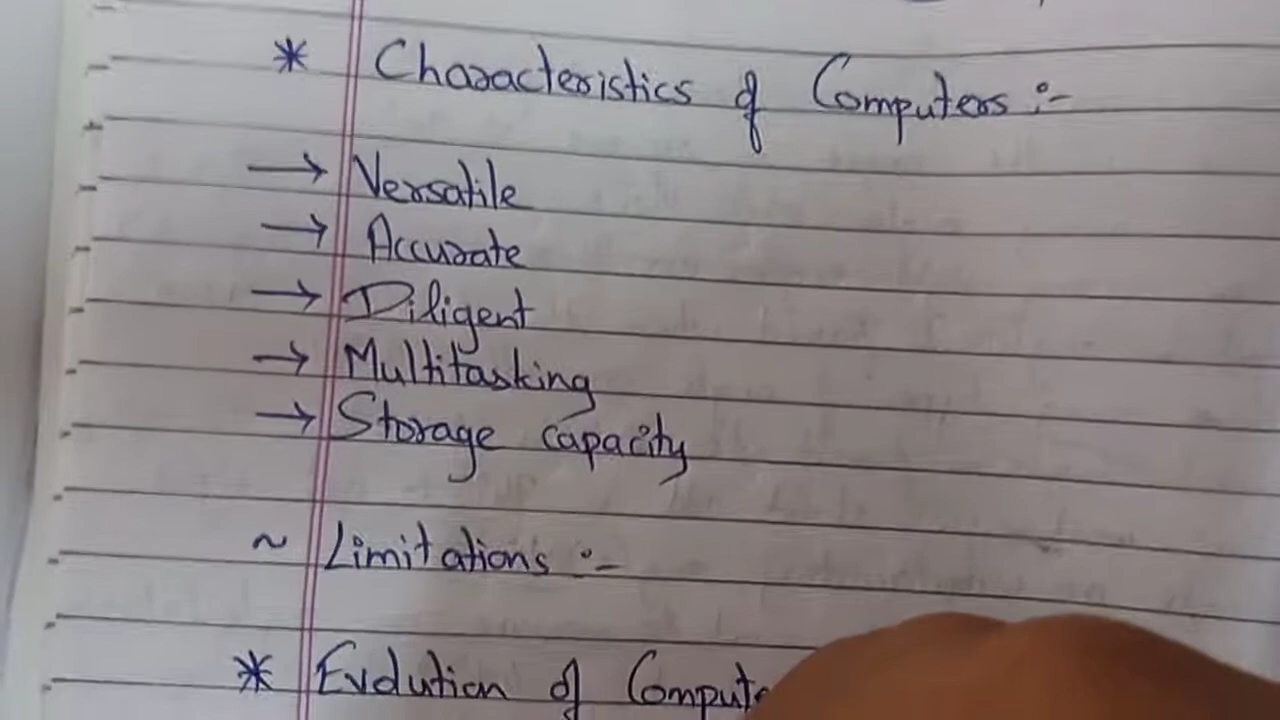 * Characteristics of Computers :-
→ Versatile
→ Accurate
→ Diligent
→ Multitasking
→ Storage capacity
~ Limitations :-
* Evolution of